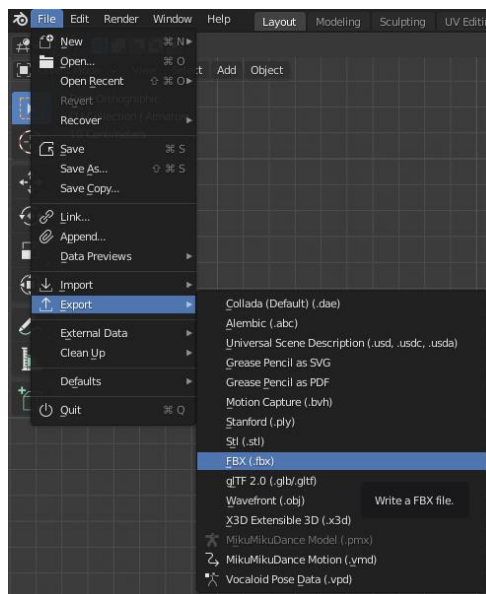 File Edit Render Window Help Layout Modeling Sculpting UV Editi
New ⌘ N
Open... ⌘ O
t Add Object
Open Recent ⇧ ⌘ O
Revert
Recover
Save ⌘ S
Save As... ⇧ ⌘ S
Save Copy...
Link...
Append...
Data Previews
Import
Export
External Data
Clean Up
Defaults
Quit ⌘ Q
Collada (Default) (.dae)
Alembic (.abc)
Universal Scene Description (.usd, .usdc, .usda)
Grease Pencil as SVG
Grease Pencil as PDF
Motion Capture (.bvh)
Stanford (.ply)
Stl (.stl)
FBX (.fbx)
glTF 2.0 (.glb/.gltf)
Wavefront (.obj)
Write a FBX file.
X3D Extensible 3D (.x3d)
MikuMikuDance Model (.pmx)
MikuMikuDance Motion (.vmd)
Vocaloid Pose Data (.vpd)